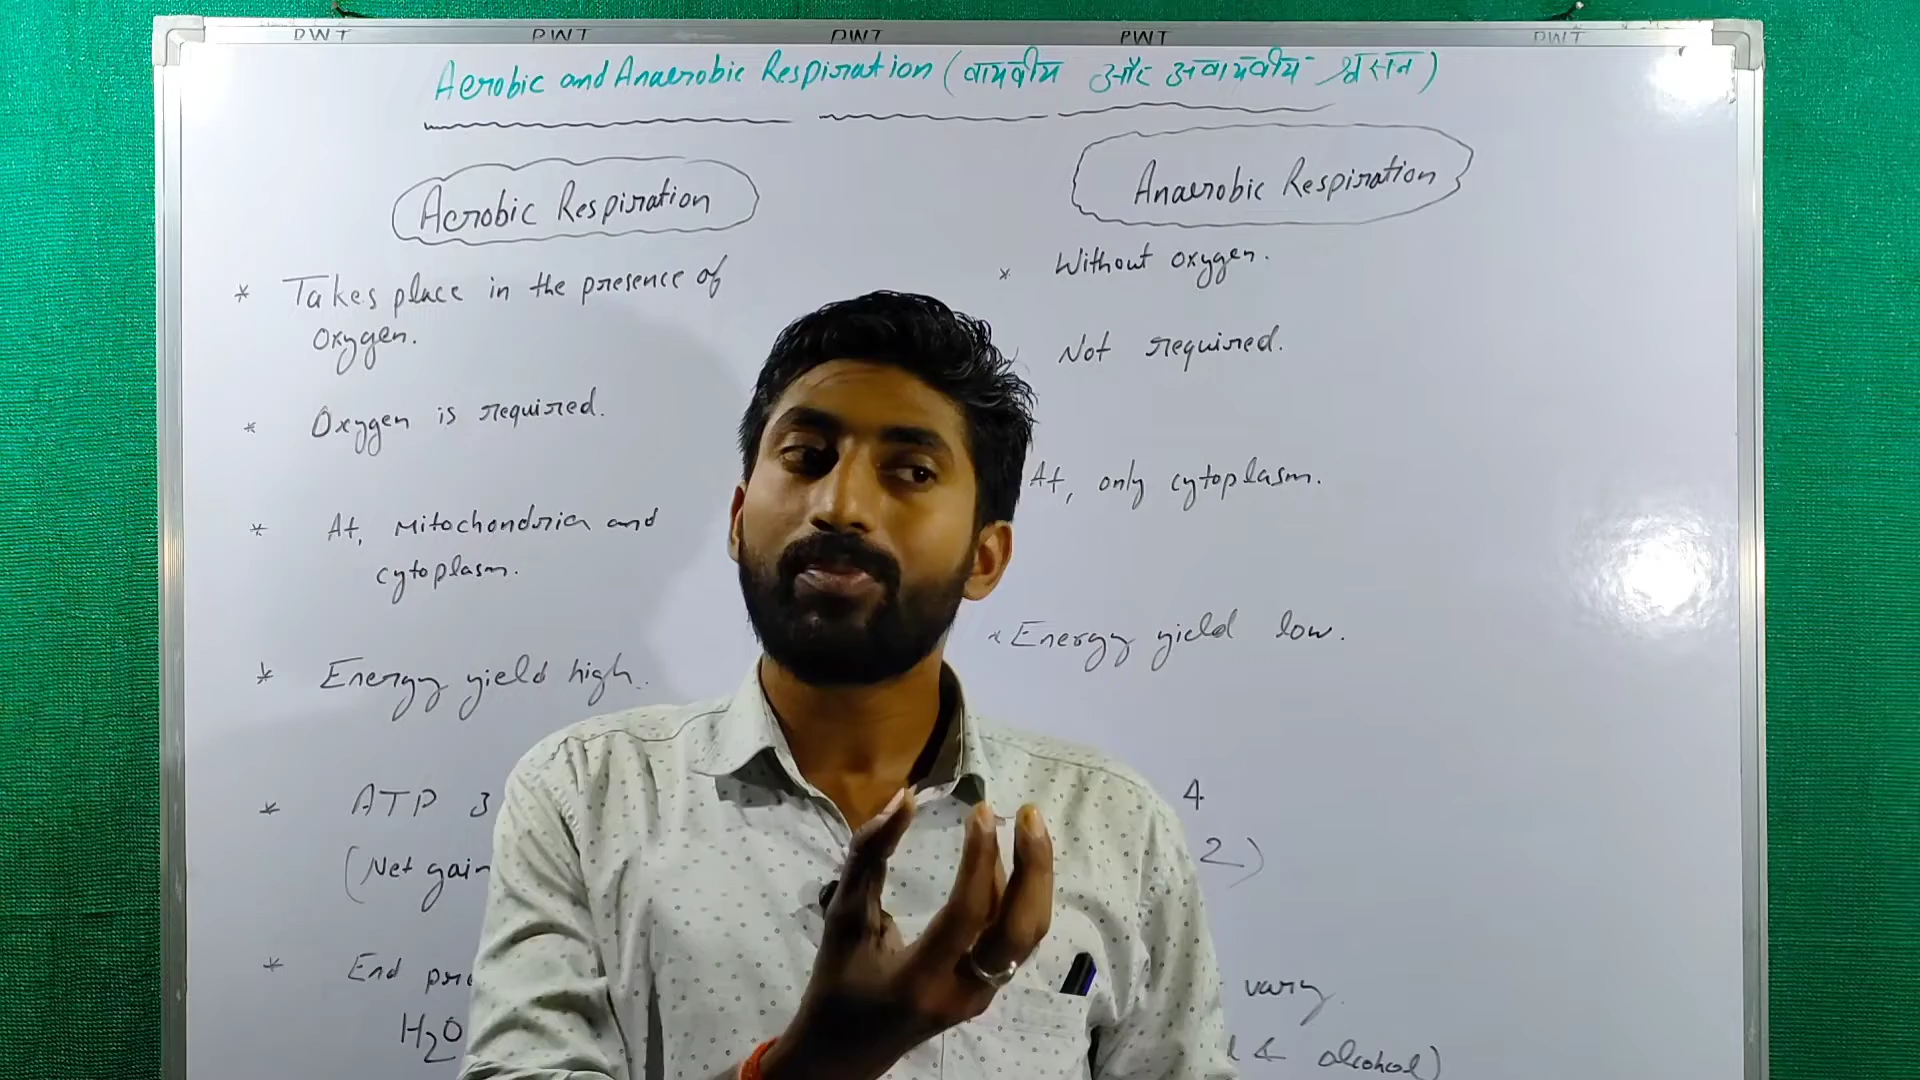 PWT PWT PWT PWT PWT
Aerobic and Anaerobic Respiration (वायवीय और अवायवीय श्वसन)
Aerobic Respiration
* Takes place in the presence of
oxygen.
* Oxygen is required.
* At, Mitochondria and
cytoplasm.
* Energy yield high.
* ATP 3
(Net gain
* End pro
H2O
Anaerobic Respiration
* Without oxygen.
Not required.
At, only cytoplasm.
* Energy yield low.
4
2)
vary.
& alcohol)